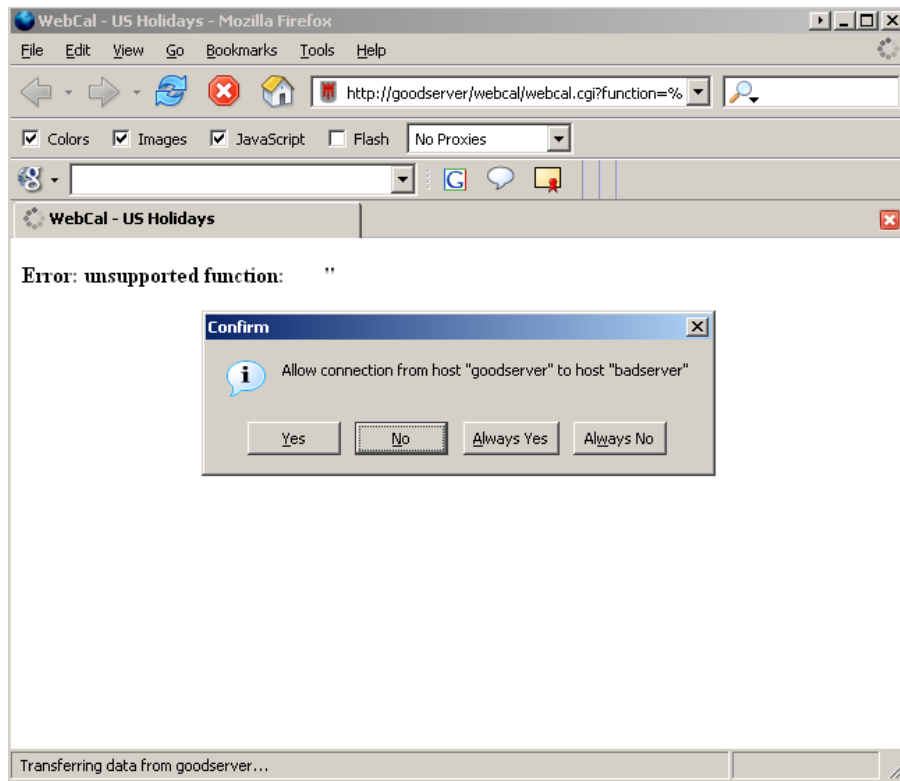 WebCal - US Holidays - Mozilla Firefox
File Edit View Go Bookmarks Tools Help
http://goodserver/webcal/webcal.cgi?function=%
Colors Images JavaScript Flash No Proxies
G
WebCal - US Holidays
Error: unsupported function: "
Confirm
Allow connection from host "goodserver" to host "badserver"
Yes No Always Yes Always No
Transferring data from goodserver...